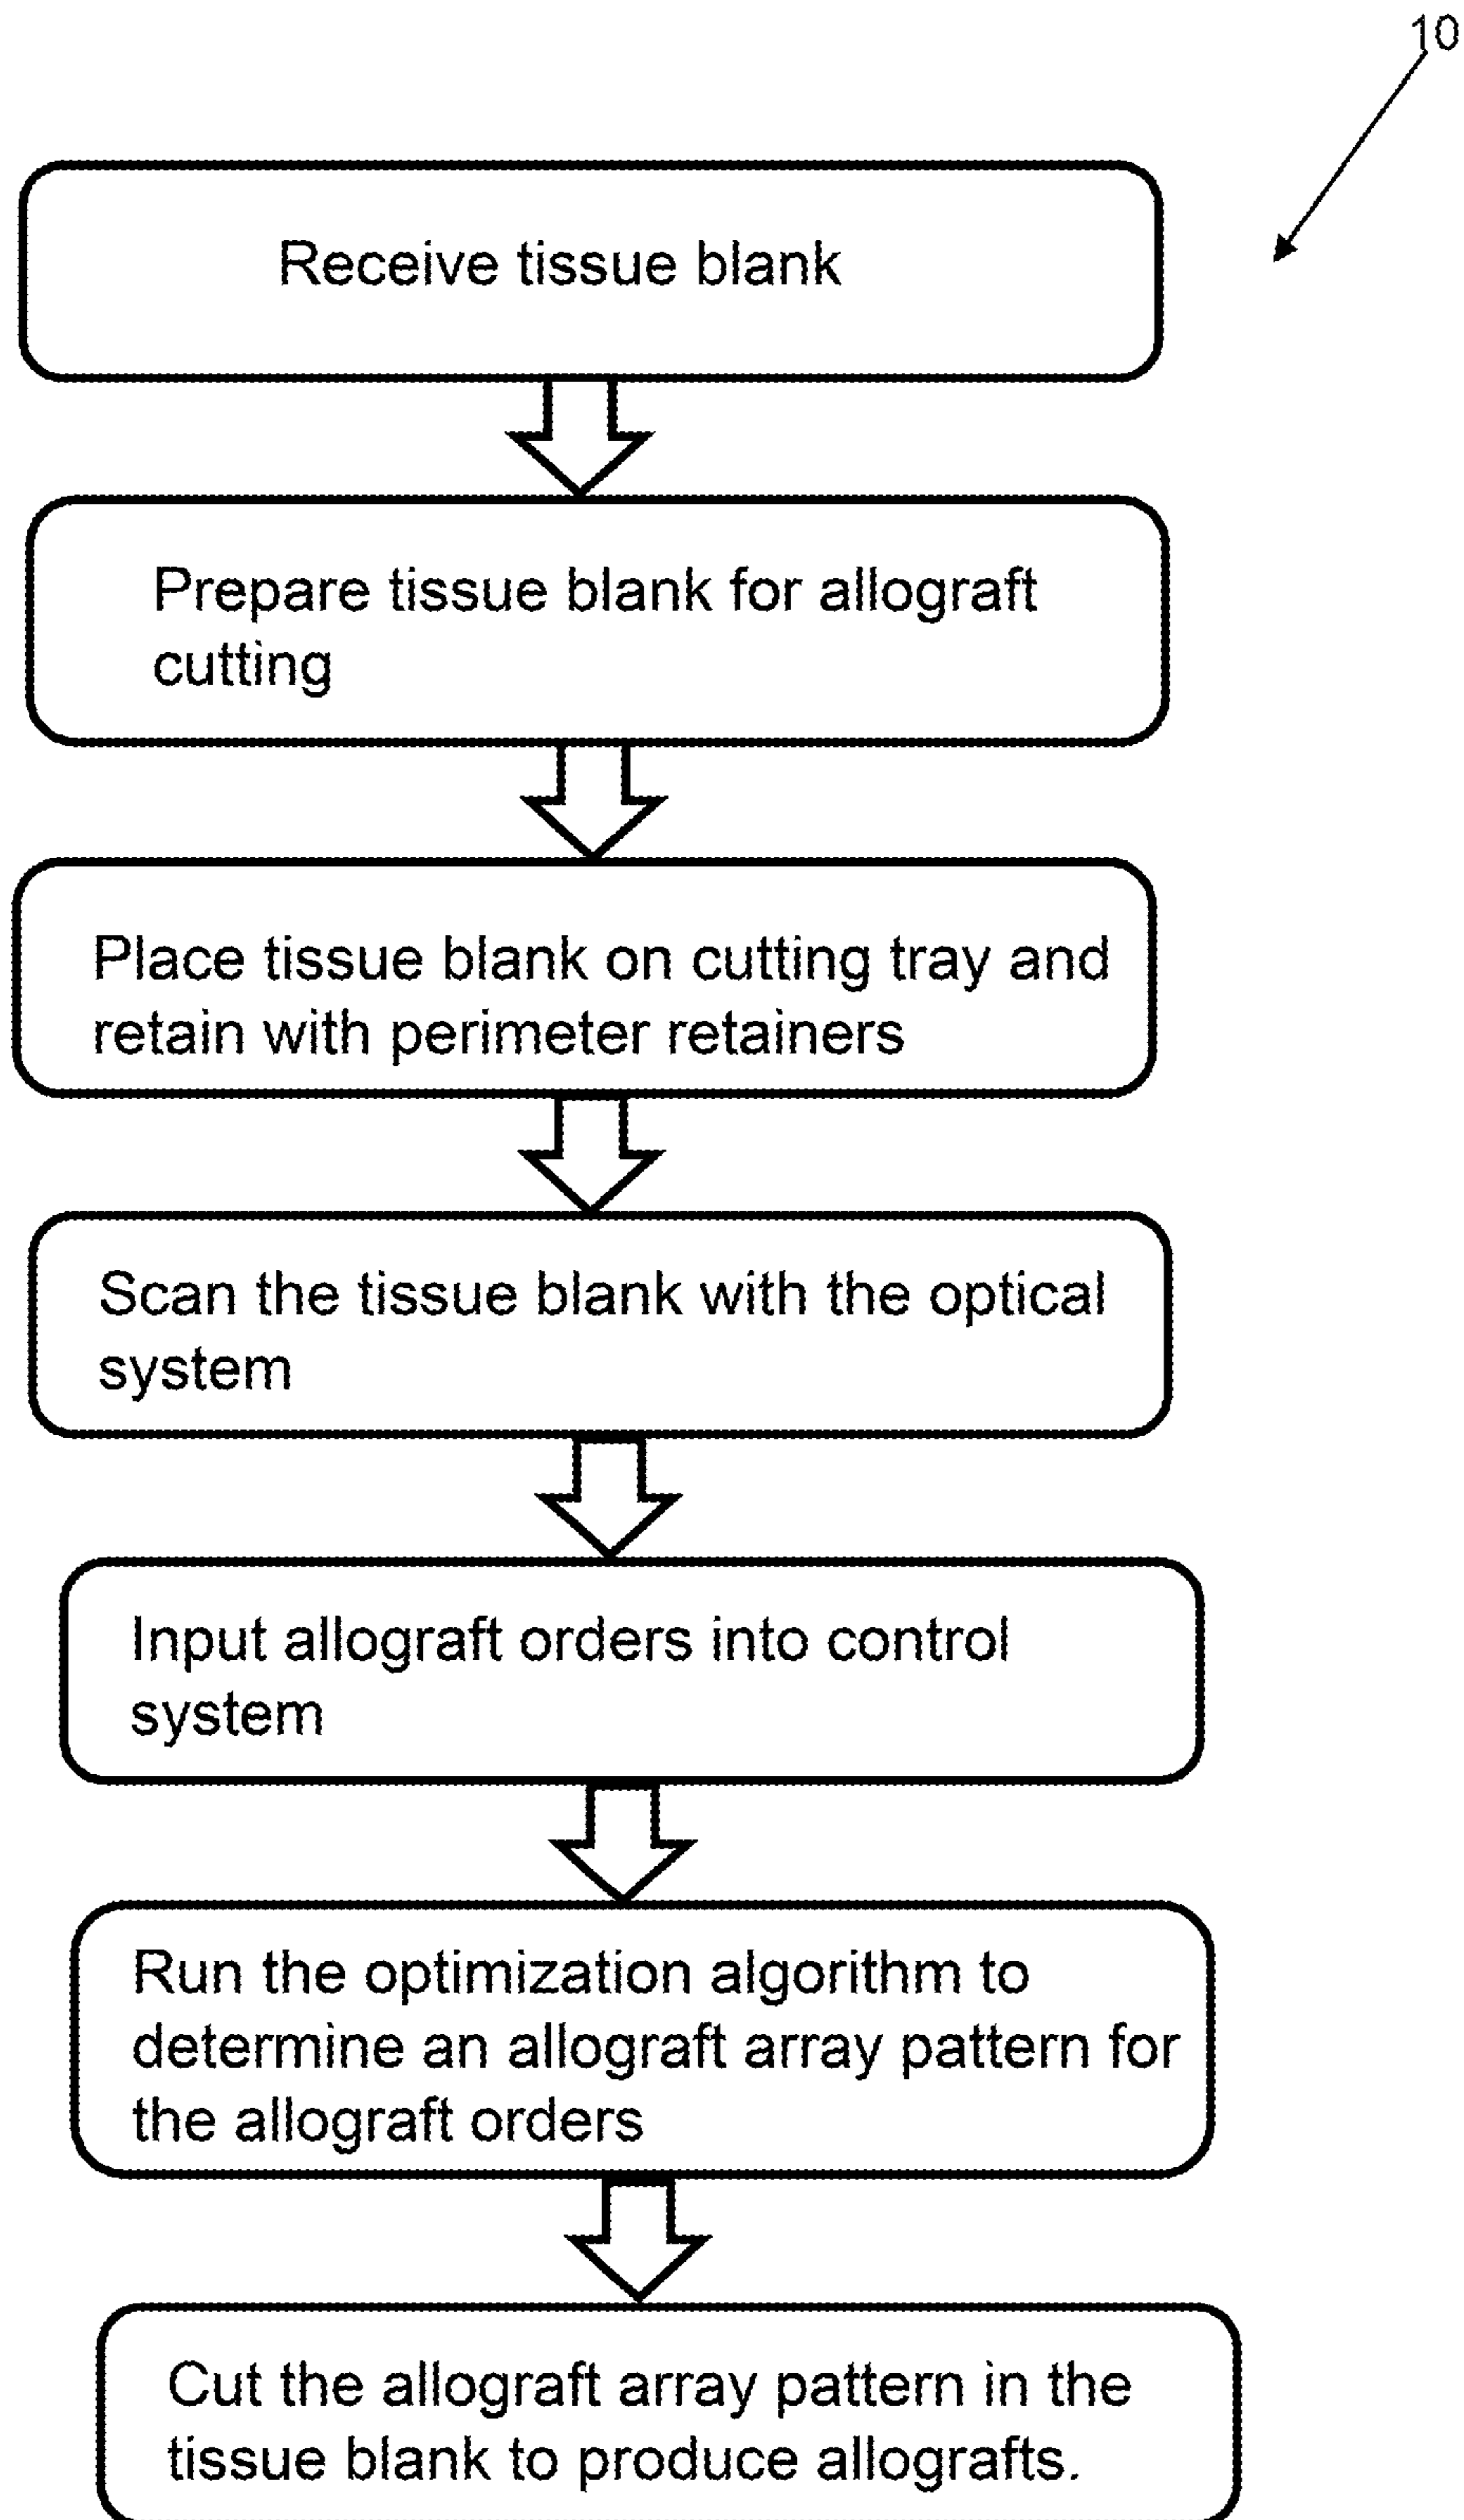 10
Receive tissue blank
Prepare tissue blank for allograft
cutting
Place tissue blank on cutting tray and
retain with perimeter retainers
Scan the tissue blank with the optical
system
Input allograft orders into control
system
Run the optimization algorithm to
determine an allograft array pattern for
the allograft orders
Cut the allograft array pattern in the
tissue blank to produce allografts.